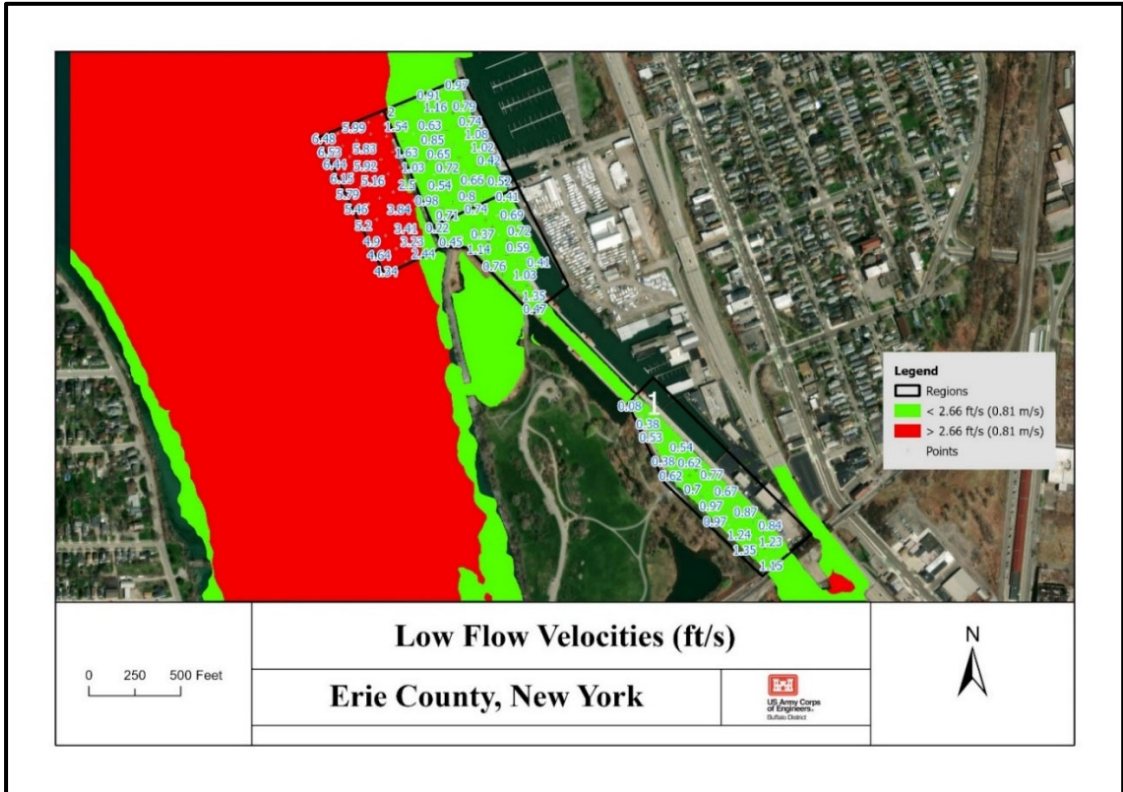 0.97
0.91
1.16 0.79
2
5.99 1.54 0.63 0.74
6.48 0.85 1.08
6.53 5.83 1.63 0.65 1.02
6.44 5.92 1.03 0.72 0.42
6.15 5.16 2.5 0.54 0.66 0.52
5.79 0.98 0.8 0.41
5.46 3.84 0.71 0.74 0.69
5.2 3.41 0.22 0.37 0.72
4.9 3.23 0.45 1.14 0.59
4.64 2.44 0.76 0.41
4.34 1.03
1.35
0.47
0.08 1
0.38
0.53 0.54
0.38 0.62
0.62 0.77
0.7 0.67
0.97 0.87
0.97 0.84
1.24 1.23
1.35
1.15
Legend
Regions
< 2.66 ft/s (0.81 m/s)
> 2.66 ft/s (0.81 m/s)
Points
Low Flow Velocities (ft/s)
Erie County, New York
0 250 500 Feet
US Army Corps
of Engineers.
Buffalo District
N